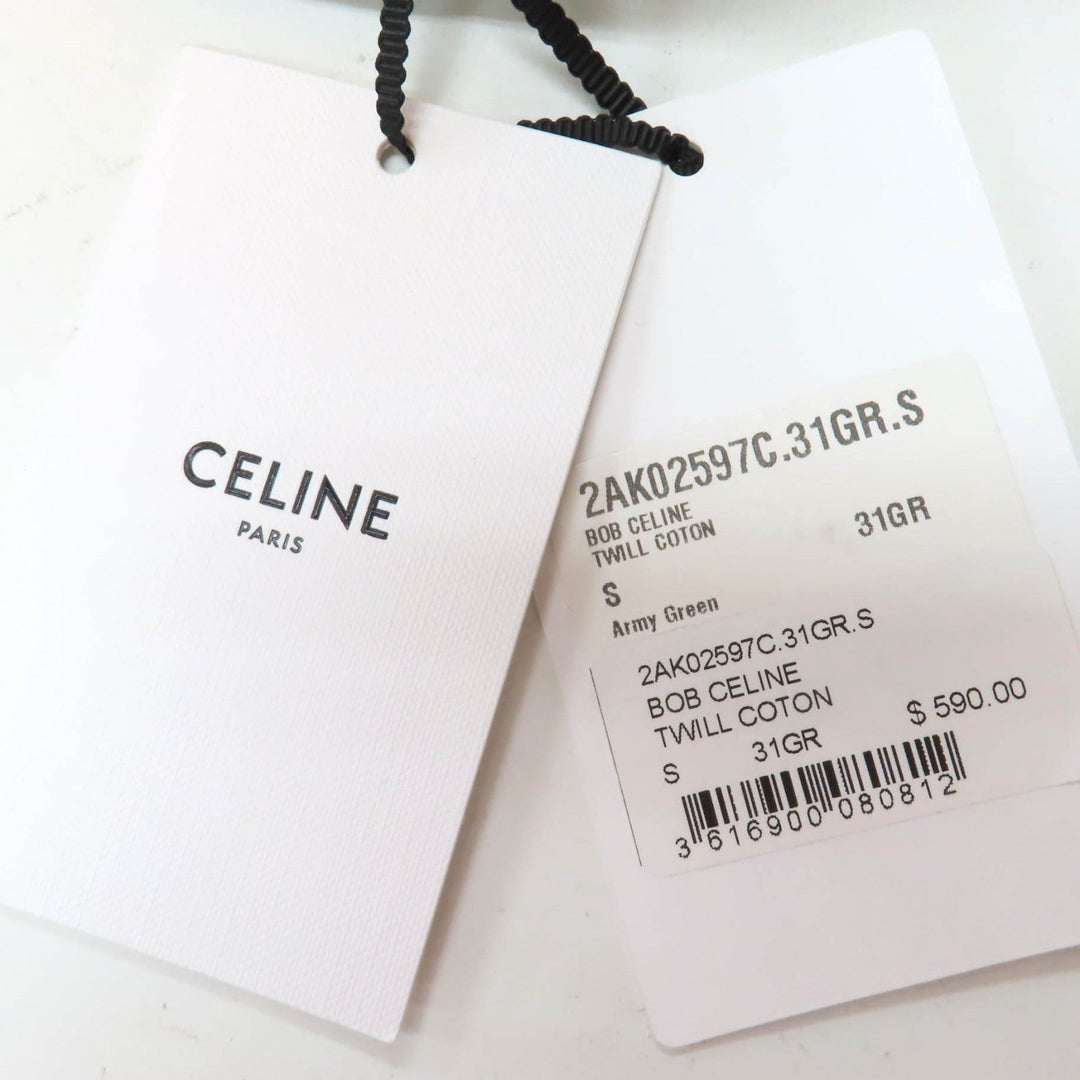 CELINE
PARIS
2AK02597C.31GR.S
BOB CELINE
TWILL COTON 31GR
S
Army Green
2AK02597C.31GR.S
BOB CELINE
TWILL COTON $ 590.00
S 31GR
3 616900 080812